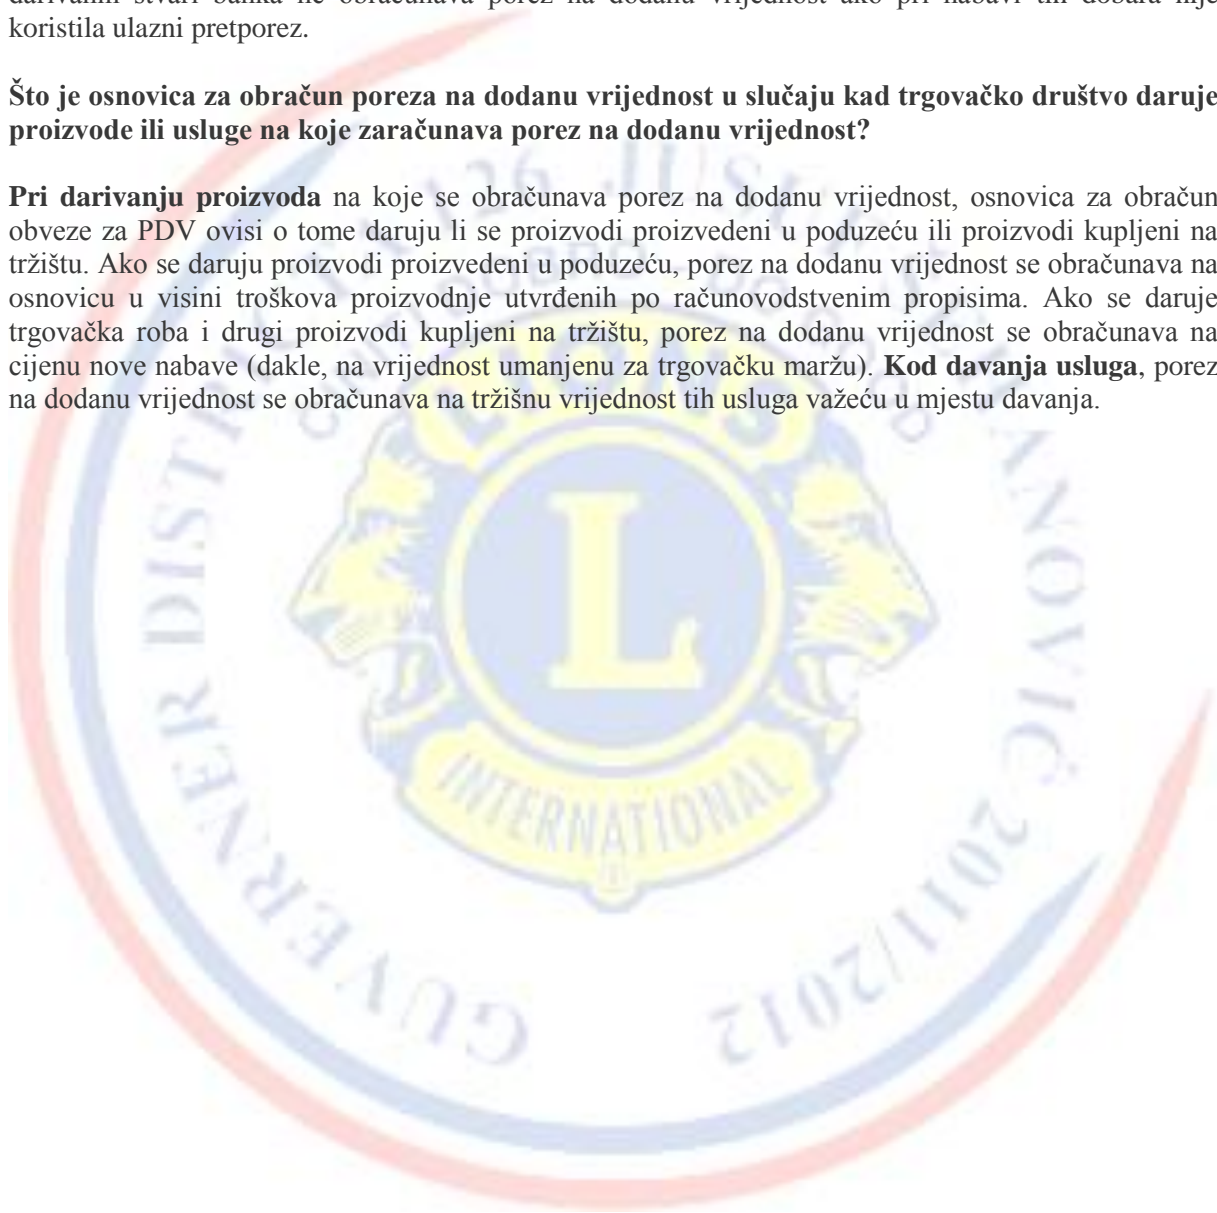 darivanih stvari banka ne obračunava porez na dodanu vrijednost ako pri nabavi tih dobara nije
koristila ulazni pretporez.
Što je osnovica za obračun poreza na dodanu vrijednost u slučaju kad trgovačko društvo daruje
proizvode ili usluge na koje zaračunava porez na dodanu vrijednost?
Pri darivanju proizvoda na koje se obračunava porez na dodanu vrijednost, osnovica za obračun
obveze za PDV ovisi o tome daruju li se proizvodi proizvedeni u poduzeću ili proizvodi kupljeni na
tržištu. Ako se daruju proizvodi proizvedeni u poduzeću, porez na dodanu vrijednost se obračunava na
osnovicu u visini troškova proizvodnje utvrđenih po računovodstvenim propisima. Ako se daruje
trgovačka roba i drugi proizvodi kupljeni na tržištu, porez na dodanu vrijednost se obračunava na
cijenu nove nabave (dakle, na vrijednost umanjenu za trgovačku maržu). Kod davanja usluga, porez
na dodanu vrijednost se obračunava na tržišnu vrijednost tih usluga važeću u mjestu davanja.
LIONS
L
INTERNATIONAL
GUVERNER DISTRIKTA 126
2011/2012